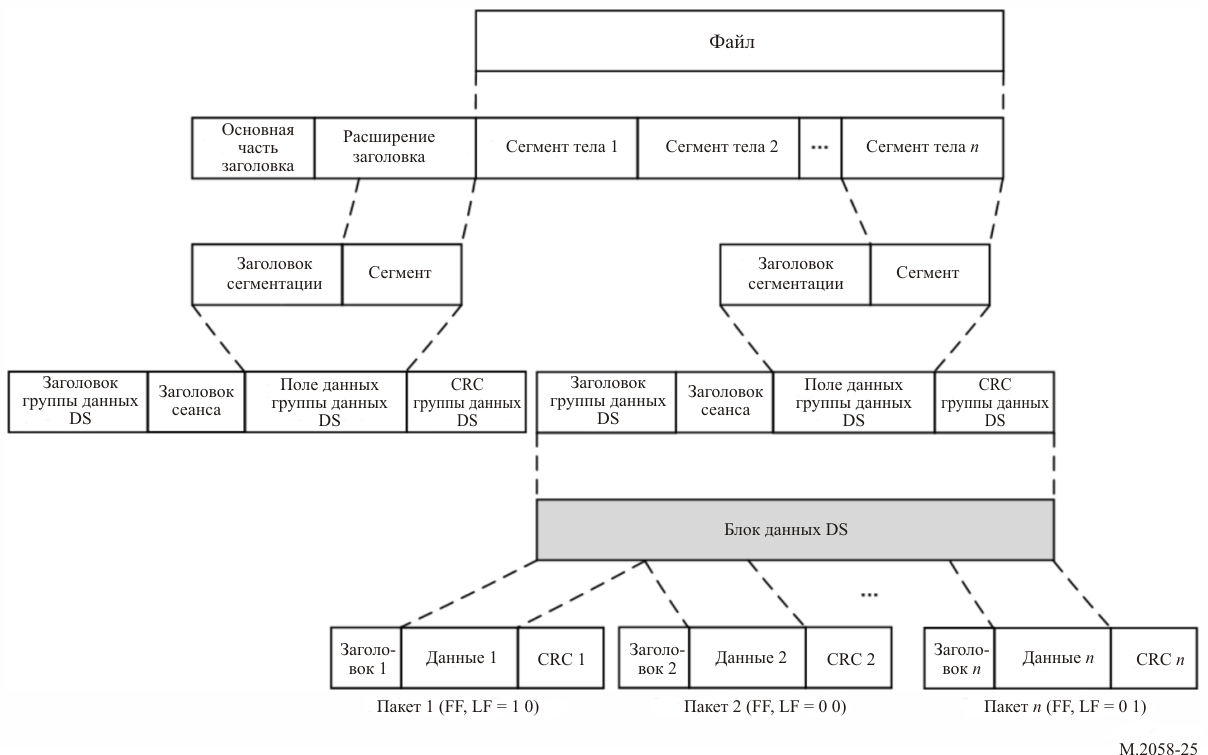 Файл
Основная
часть
заголовка
Расширение
заголовка
Сегмент тела 1
Сегмент тела 2
...
Сегмент тела n
Заголовок
сегментации
Сегмент
Заголовок
сегментации
Сегмент
Заголовок
группы данных
DS
Заголовок
сеанса
Поле данных
группы данных
DS
CRC
группы данных
DS
Заголовок
группы данных
DS
Заголовок
сеанса
Поле данных
группы данных
DS
CRC
группы данных
DS
Блок данных DS
...
Заголо-
вок 1
Данные 1
CRC 1
Заголо-
вок 2
Данные 2
CRC 2
Заголо-
вок n
Данные n
CRC n
Пакет 1 (FF, LF = 1 0)
Пакет 2 (FF, LF = 0 0)
Пакет n (FF, LF = 0 1)
M.2058-25